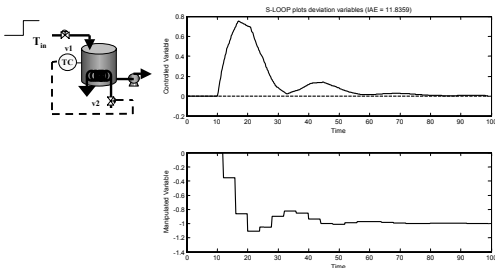 S-LOOP plots deviation variables (IAE = 11.8359)
T in
v1
TC
v2
Controlled Variable
0.8
0.6
0.4
0.2
0
-0.2
0 10 20 30 40 50 60 70 80 90 100
Time
Manipulated Variable
0
-0.2
-0.4
-0.6
-0.8
-1
-1.2
-1.4
0 10 20 30 40 50 60 70 80 90 100
Time